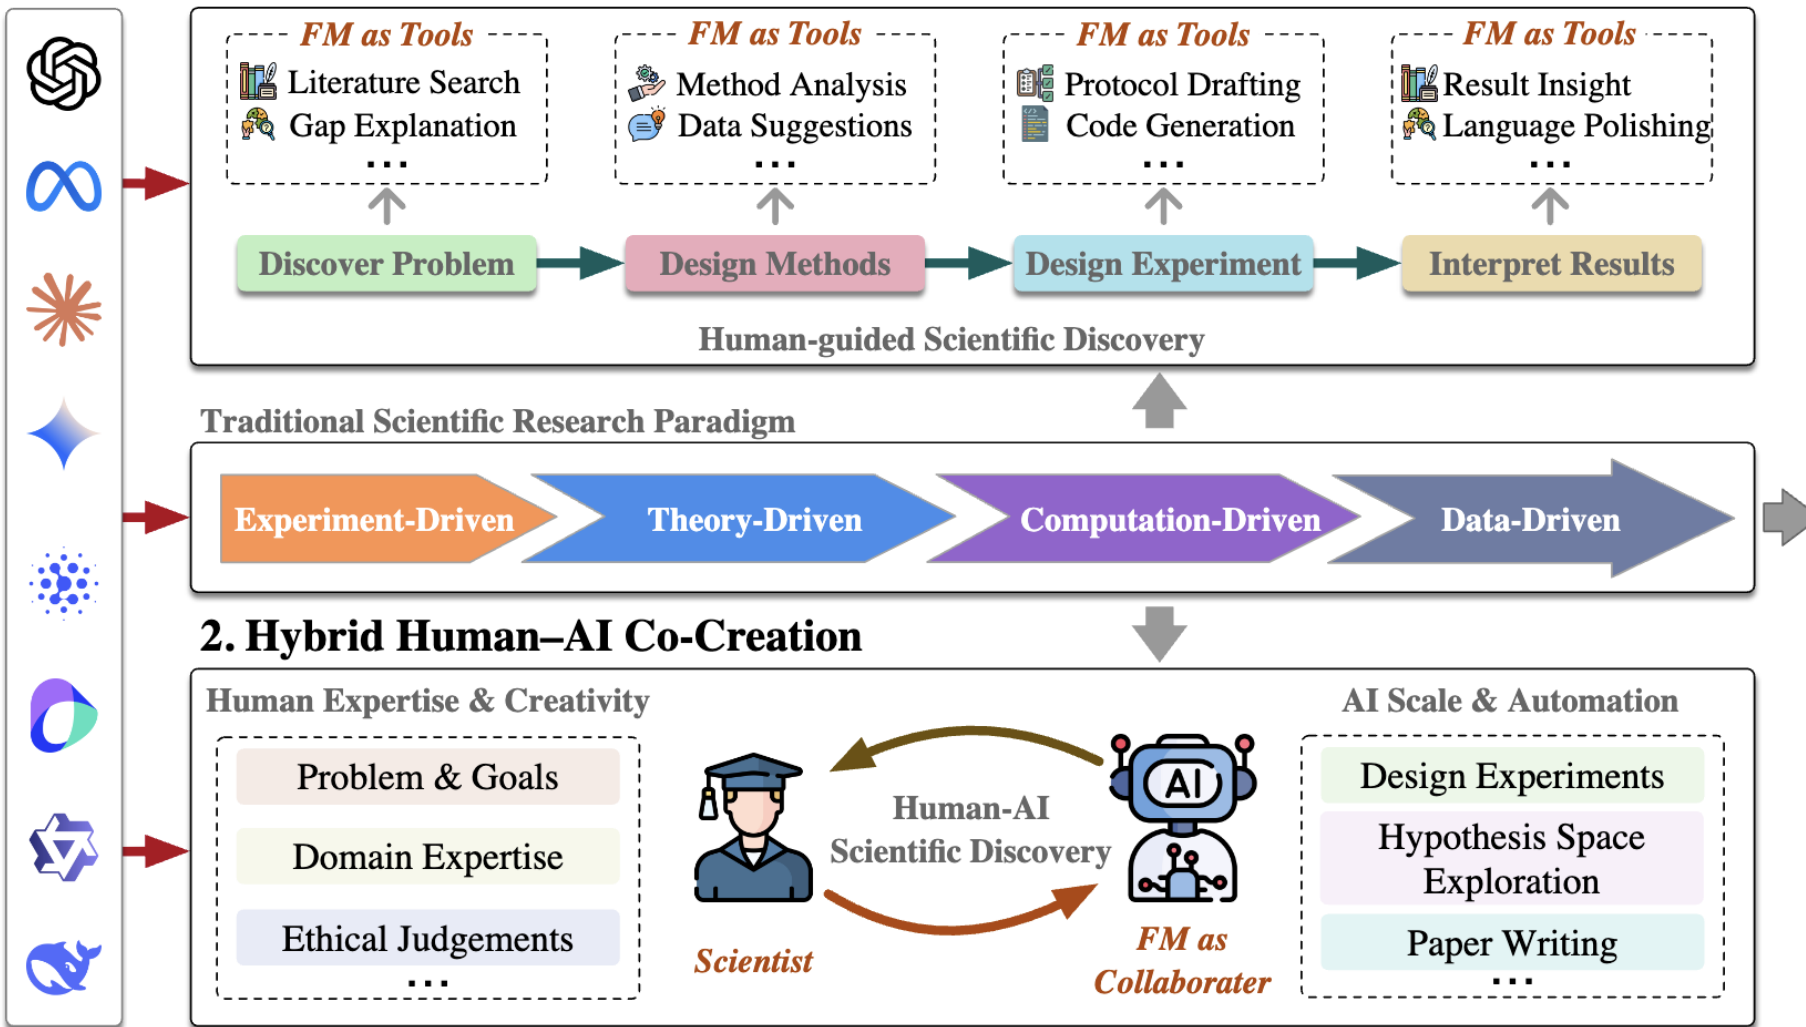 FM as Tools
Literature Search
Gap Explanation
...
FM as Tools
Method Analysis
Data Suggestions
...
FM as Tools
Protocol Drafting
Code Generation
...
FM as Tools
Result Insight
Language Polishing
...
Discover Problem
Design Methods
Design Experiment
Interpret Results
Human-guided Scientific Discovery
Traditional Scientific Research Paradigm
Experiment-Driven
Theory-Driven
Computation-Driven
Data-Driven
2. Hybrid Human–AI Co-Creation
Human Expertise & Creativity
Problem & Goals
Domain Expertise
Ethical Judgements
...
Human-AI
Scientific Discovery
Scientist
AI
FM as
Collaborater
AI Scale & Automation
Design Experiments
Hypothesis Space
Exploration
Paper Writing
...